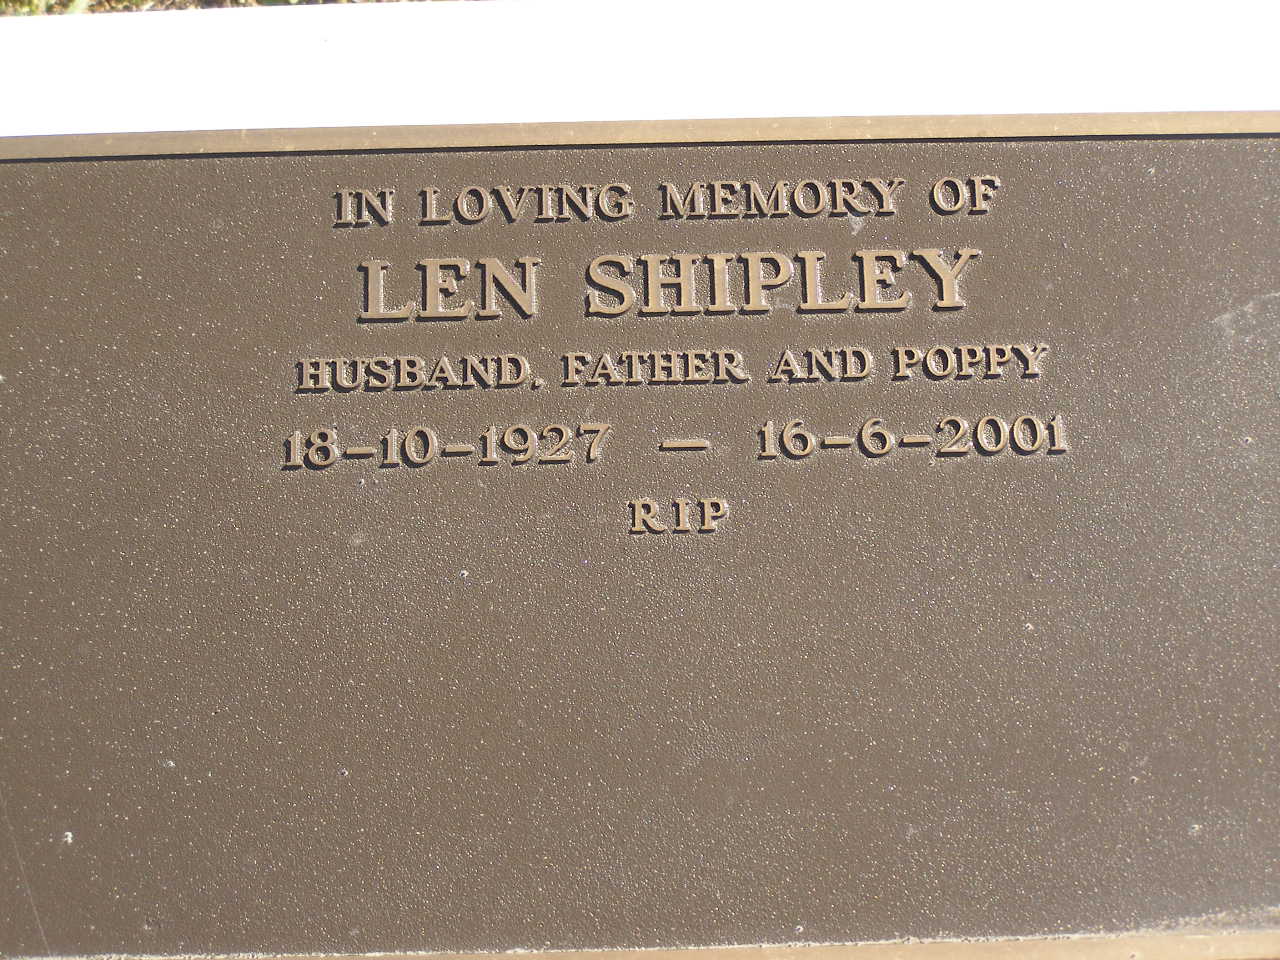 IN LOVING MEMORY OF
LEN SHIPLEY
HUSBAND, FATHER AND POPPY
18-10-1927 — 16-6-2001
RIP